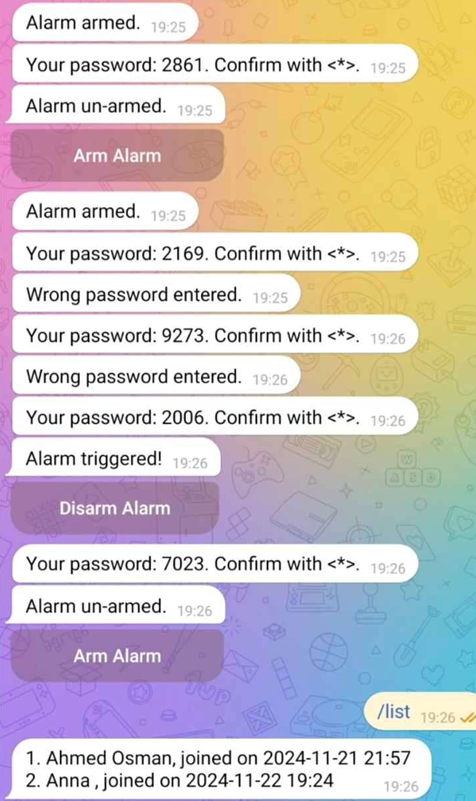 Alarm armed. 19:25
Your password: 2861. Confirm with <*>. 19:25
Alarm un-armed. 19:25
Arm Alarm
Alarm armed. 19:25
Your password: 2169. Confirm with <*>. 19:25
Wrong password entered. 19:25
Your password: 9273. Confirm with <*>. 19:26
Wrong password entered. 19:26
Your password: 2006. Confirm with <*>. 19:26
Alarm triggered! 19:26
Disarm Alarm
Your password: 7023. Confirm with <*>. 19:26
Alarm un-armed. 19:26
Arm Alarm
/list 19:26
1. Ahmed Osman, joined on 2024-11-21 21:57
2. Anna , joined on 2024-11-22 19:24
19:26